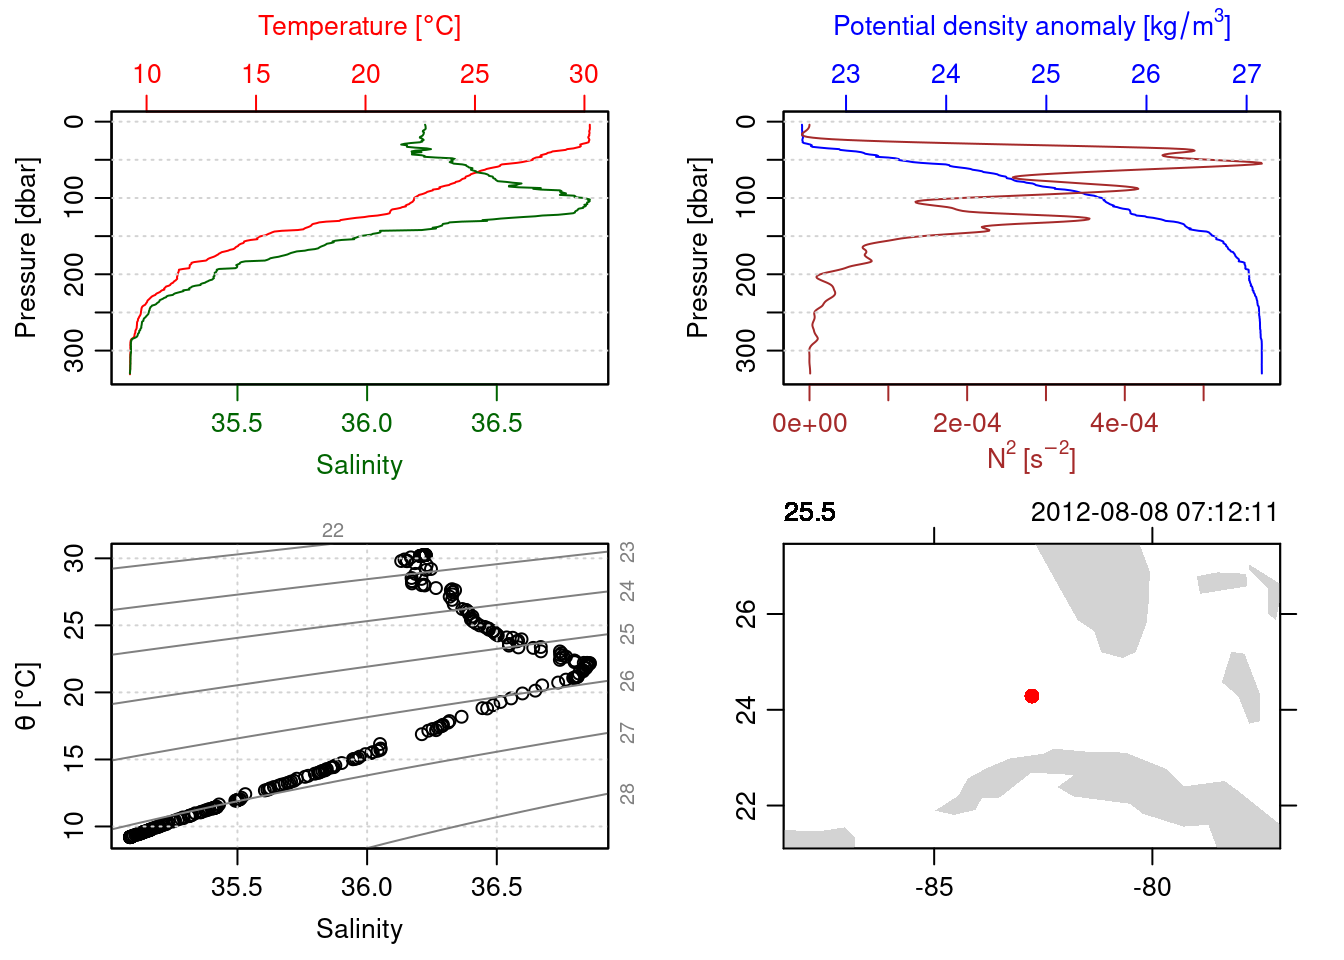 Temperature [°C]
10 15 20 25 30
0
100
200
300
Pressure [dbar]
35.5 36.0 36.5
Salinity
Potential density anomaly [kg/m³]
23 24 25 26 27
0
100
200
300
Pressure [dbar]
0e+00 2e-04 4e-04
N² [s⁻²]
22
23
24
25
26
27
28
30
25
20
15
10
θ [°C]
35.5 36.0 36.5
Salinity
25.5 2012-08-08 07:12:11
26
24
22
-85 -80